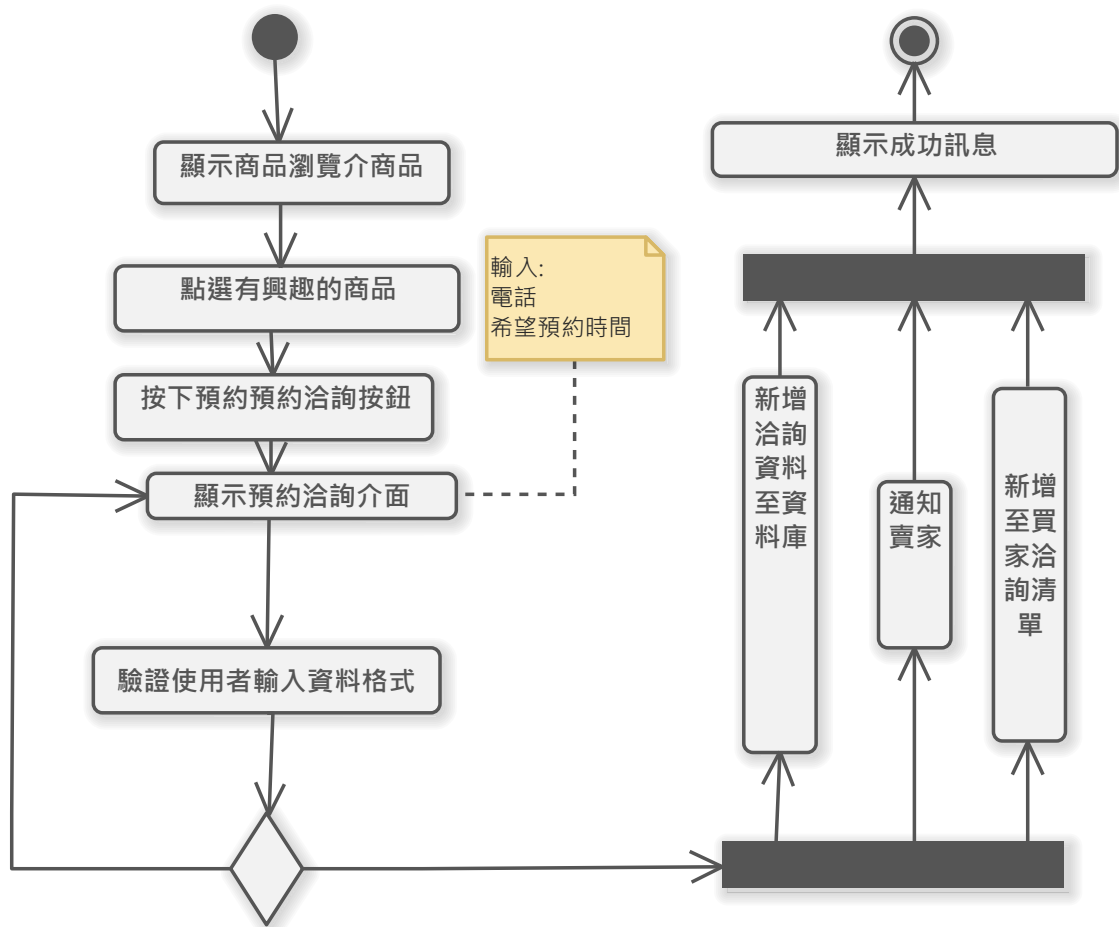 顯示商品瀏覽介商品
點選有興趣的商品
按下預約預約洽詢按鈕
顯示預約洽詢介面
輸入:
電話
希望預約時間
驗證使用者輸入資料格式
新增
洽詢
資料
至資
料庫
通知
賣家
新增
至買
家洽
詢清
單
顯示成功訊息